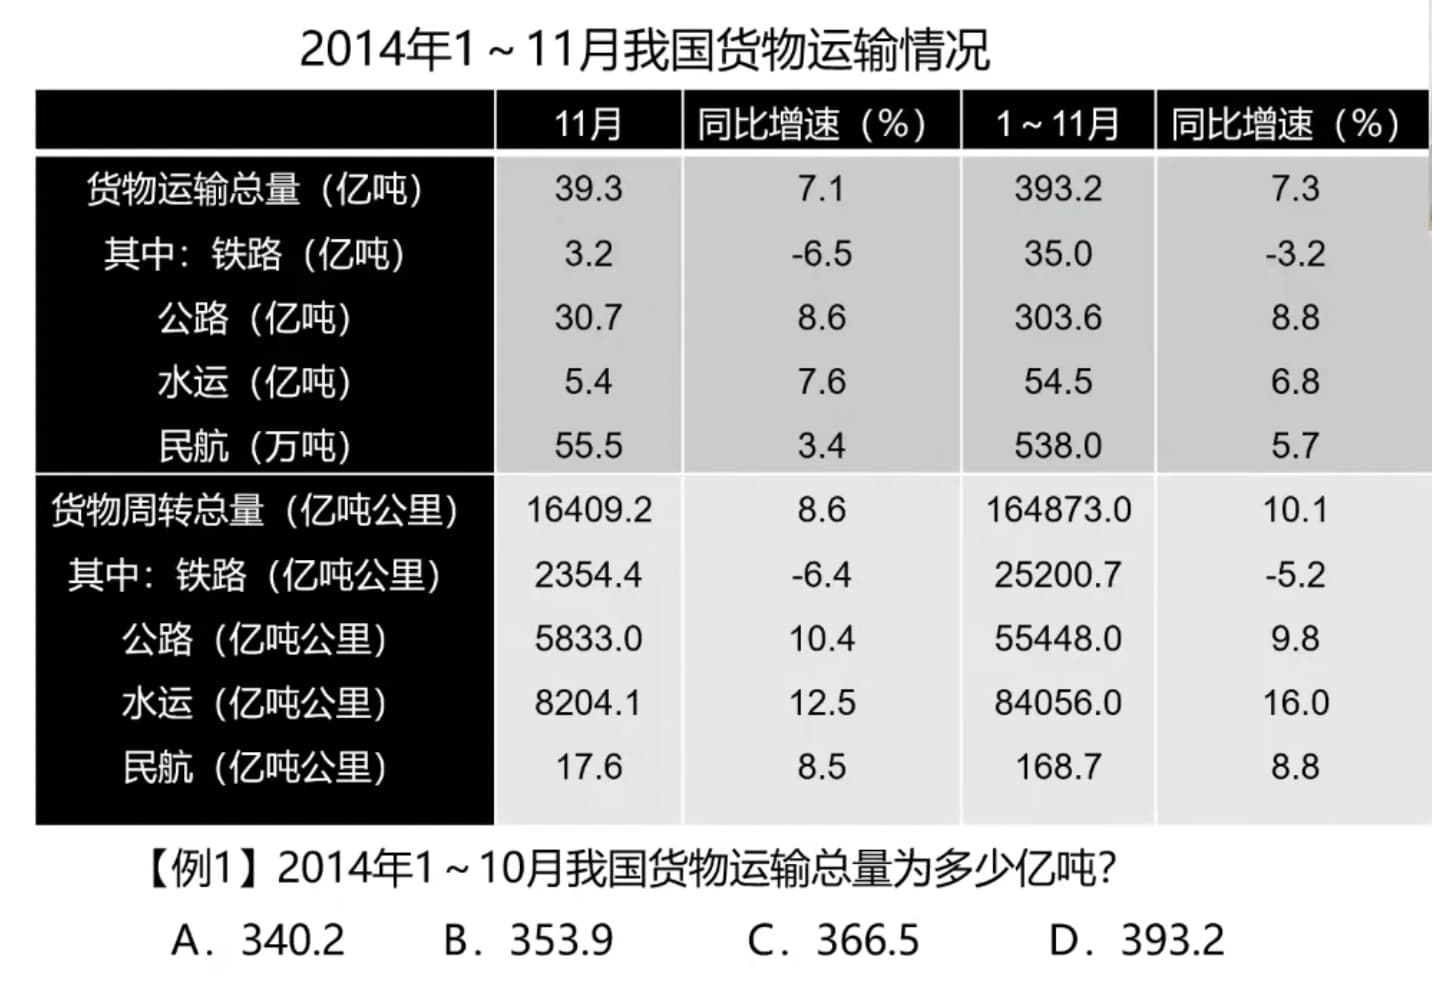 2014年1～11月我国货物运输情况
11月 同比增速（%） 1～11月 同比增速（%）
货物运输总量（亿吨） 39.3 7.1 393.2 7.3
其中：铁路（亿吨） 3.2 -6.5 35.0 -3.2
公路（亿吨） 30.7 8.6 303.6 8.8
水运（亿吨） 5.4 7.6 54.5 6.8
民航（万吨） 55.5 3.4 538.0 5.7
货物周转总量（亿吨公里） 16409.2 8.6 164873.0 10.1
其中：铁路（亿吨公里） 2354.4 -6.4 25200.7 -5.2
公路（亿吨公里） 5833.0 10.4 55448.0 9.8
水运（亿吨公里） 8204.1 12.5 84056.0 16.0
民航（亿吨公里） 17.6 8.5 168.7 8.8
【例1】2014年1～10月我国货物运输总量为多少亿吨？
A．340.2 B．353.9 C．366.5 D．393.2